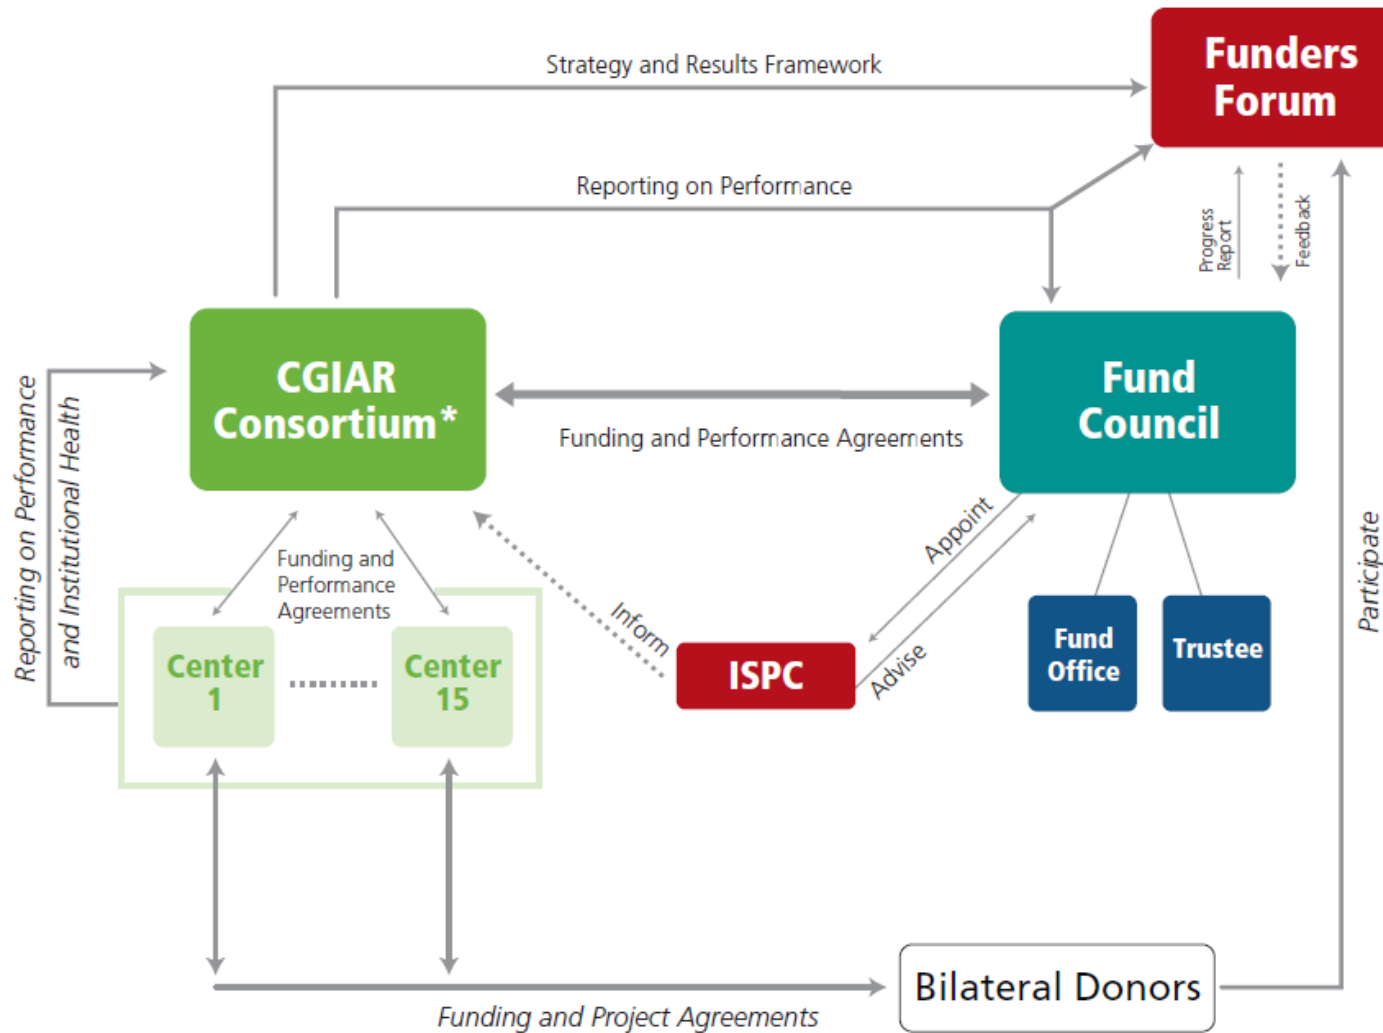 Funders
Forum
Strategy and Results Framework
Reporting on Performance
Progress
Report
Feedback
CGIAR
Consortium*
Fund
Council
Funding and Performance Agreements
Reporting on Performance
and Institutional Health
Funding and
Performance
Agreements
Appoint
Advise
Inform
Participate
Center
1
Center
15
ISPC
Fund
Office
Trustee
Bilateral Donors
Funding and Project Agreements